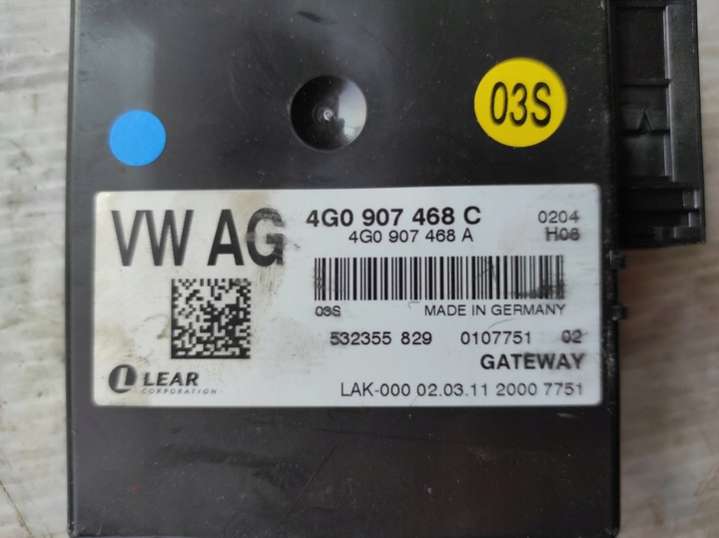 03S
VW AG
4G0 907 468 C 0204
4G0 907 468 A H06
03S MADE IN GERMANY
532355 829 0107751 02
GATEWAY
LEAR
CORPORATION
LAK-000 02.03.11 2000 7751